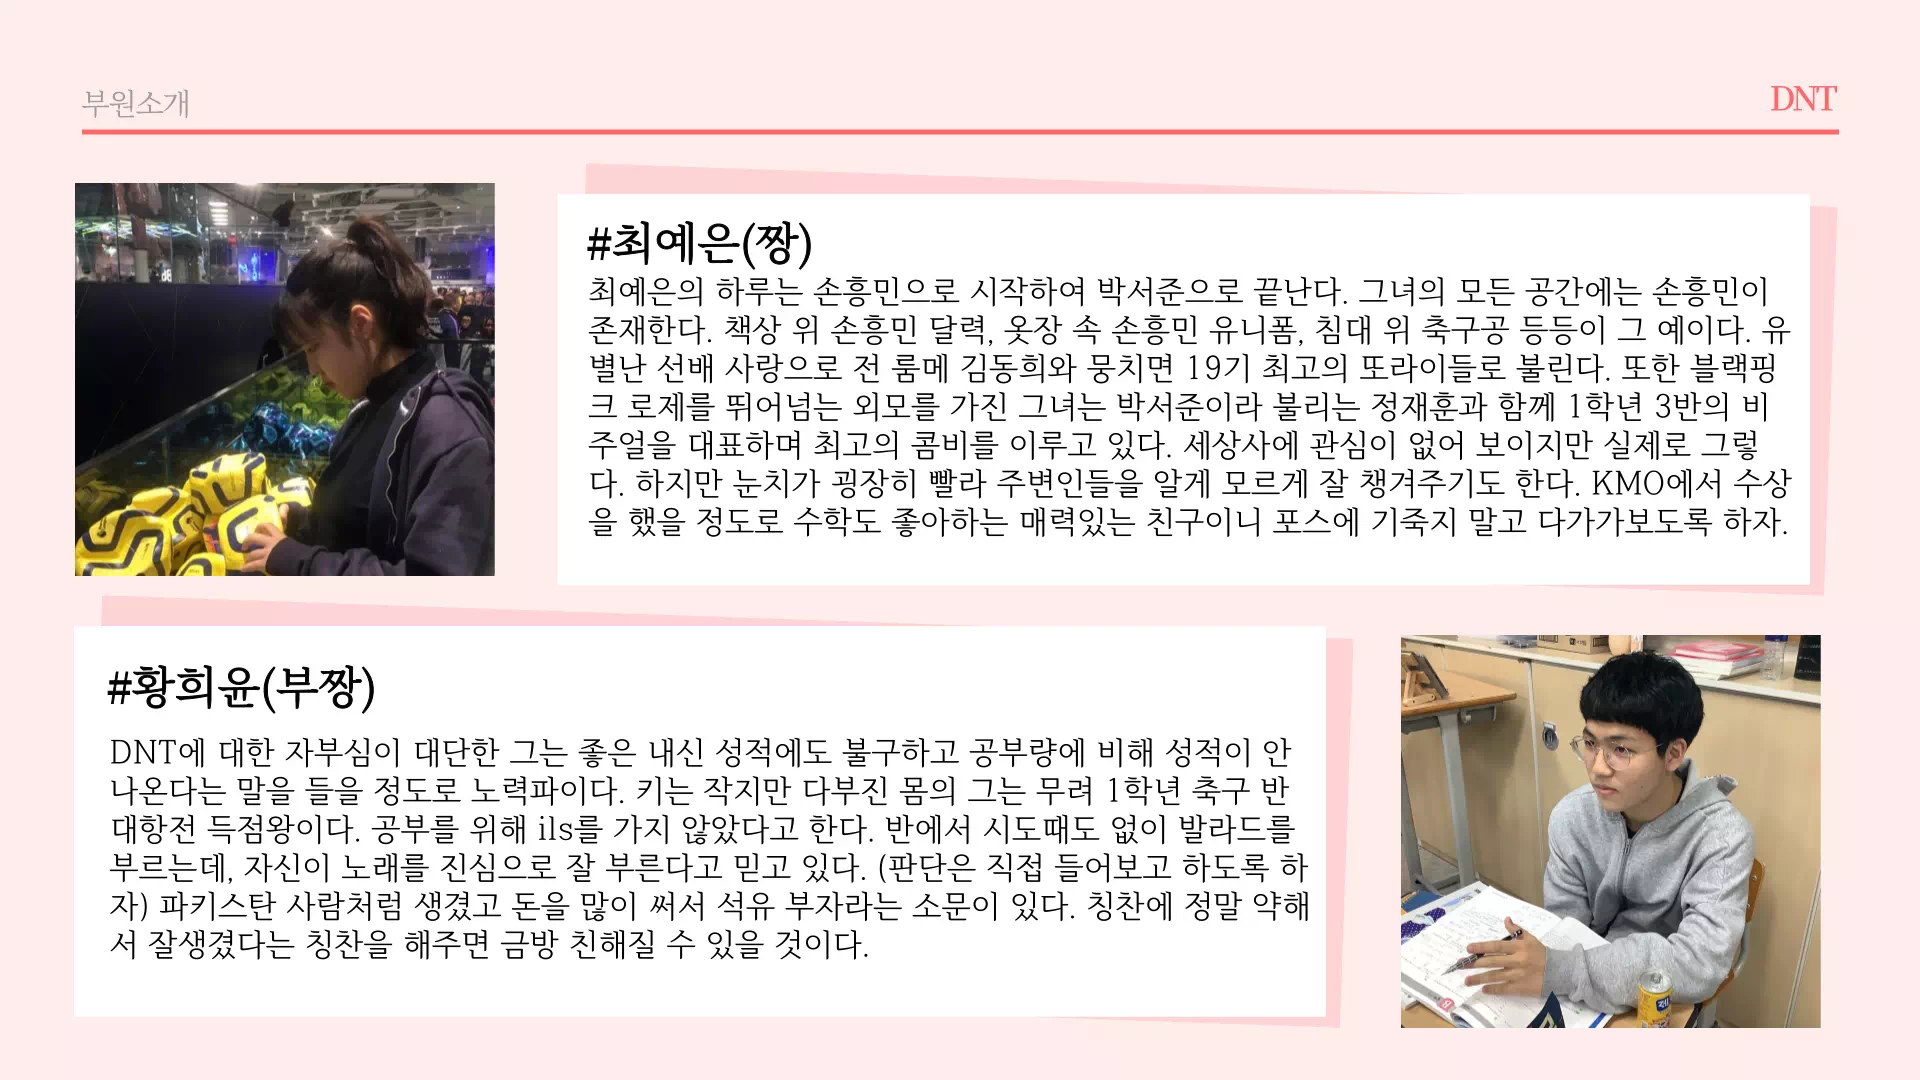 부원소개
DNT
#최예은(짱)
최예은의 하루는 손흥민으로 시작하여 박서준으로 끝난다. 그녀의 모든 공간에는 손흥민이
존재한다. 책상 위 손흥민 달력, 옷장 속 손흥민 유니폼, 침대 위 축구공 등등이 그 예이다. 유
별난 선배 사랑으로 전 룸메 김동희와 뭉치면 19기 최고의 또라이들로 불린다. 또한 블랙핑
크 로제를 뛰어넘는 외모를 가진 그녀는 박서준이라 불리는 정재훈과 함께 1학년 3반의 비
주얼을 대표하며 최고의 콤비를 이루고 있다. 세상사에 관심이 없어 보이지만 실제로 그렇
다. 하지만 눈치가 굉장히 빨라 주변인들을 알게 모르게 잘 챙겨주기도 한다. KMO에서 수상
을 했을 정도로 수학도 좋아하는 매력있는 친구이니 포스에 기죽지 말고 다가가보도록 하자.
#황희윤(부짱)
DNT에 대한 자부심이 대단한 그는 좋은 내신 성적에도 불구하고 공부량에 비해 성적이 안
나온다는 말을 들을 정도로 노력파이다. 키는 작지만 다부진 몸의 그는 무려 1학년 축구 반
대항전 득점왕이다. 공부를 위해 ils를 가지 않았다고 한다. 반에서 시도때도 없이 발라드를
부르는데, 자신이 노래를 진심으로 잘 부른다고 믿고 있다. (판단은 직접 들어보고 하도록 하
자) 파키스탄 사람처럼 생겼고 돈을 많이 써서 석유 부자라는 소문이 있다. 칭찬에 정말 약해
서 잘생겼다는 칭찬을 해주면 금방 친해질 수 있을 것이다.